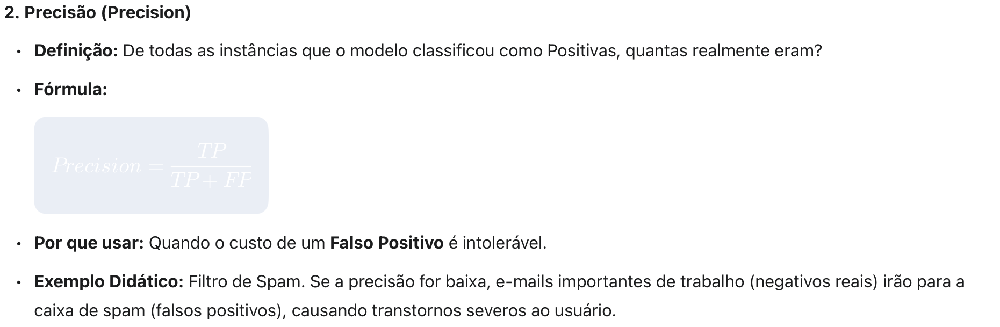 2. Precisão (Precision)
• Definição: De todas as instâncias que o modelo classificou como Positivas, quantas realmente eram?
• Fórmula:
Precision = TP / (TP + FP)
• Por que usar: Quando o custo de um Falso Positivo é intolerável.
• Exemplo Didático: Filtro de Spam. Se a precisão for baixa, e-mails importantes de trabalho (negativos reais) irão para a
caixa de spam (falsos positivos), causando transtornos severos ao usuário.